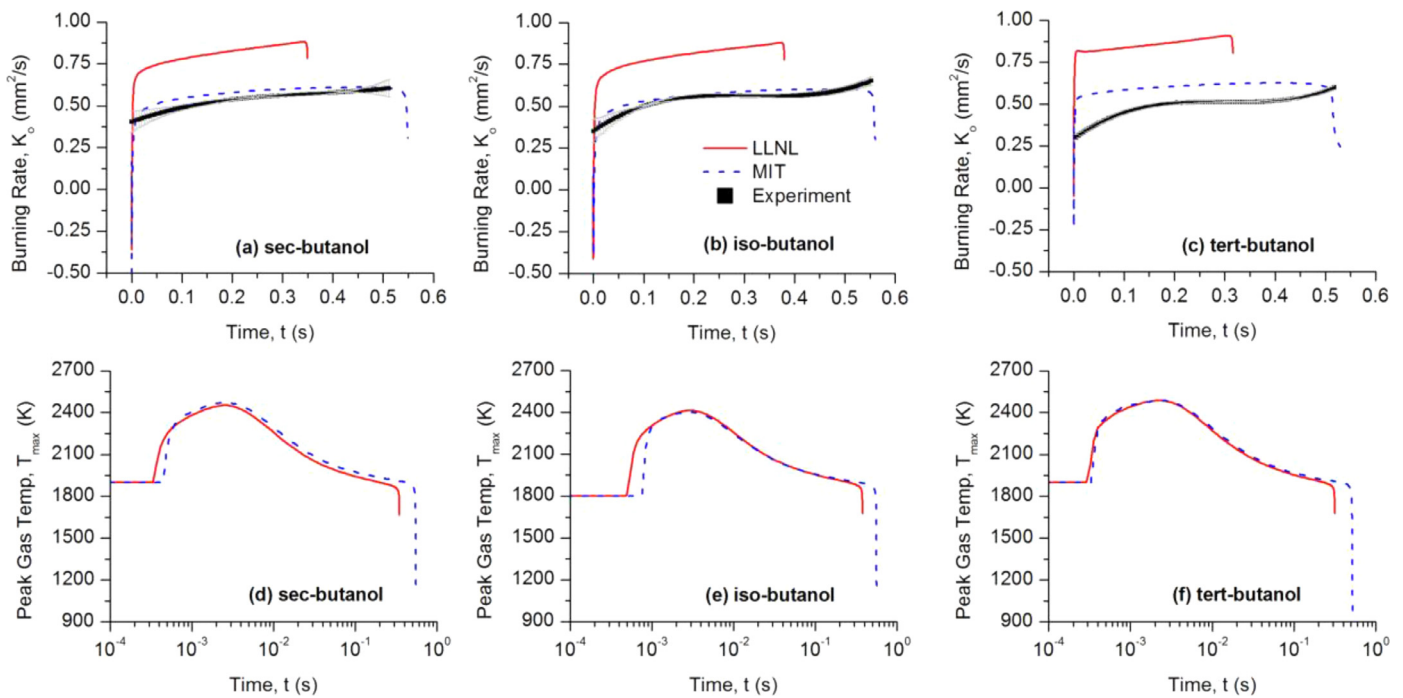 1.00
0.75
0.50
0.25
0.00
-0.25
-0.50
Burning Rate, Kₒ (mm²/s)
(a) sec-butanol
0.0 0.1 0.2 0.3 0.4 0.5 0.6
Time, t (s)
1.00
0.75
0.50
0.25
0.00
-0.25
-0.50
Burning Rate, Kₒ (mm²/s)
LLNL
MIT
Experiment
(b) iso-butanol
0.0 0.1 0.2 0.3 0.4 0.5 0.6
Time, t (s)
1.00
0.75
0.50
0.25
0.00
-0.25
-0.50
Burning Rate, Kₒ (mm²/s)
(c) tert-butanol
0.0 0.1 0.2 0.3 0.4 0.5 0.6
Time, t (s)
2700
2400
2100
1800
1500
1200
900
Peak Gas Temp, Tmax (K)
(d) sec-butanol
10⁻⁴ 10⁻³ 10⁻² 10⁻¹ 10⁰
Time, t (s)
2700
2400
2100
1800
1500
1200
900
Peak Gas Temp, Tmax (K)
(e) iso-butanol
10⁻⁴ 10⁻³ 10⁻² 10⁻¹ 10⁰
Time, t (s)
2700
2400
2100
1800
1500
1200
900
Peak Gas Temp, Tmax (K)
(f) tert-butanol
10⁻⁴ 10⁻³ 10⁻² 10⁻¹ 10⁰
Time, t (s)